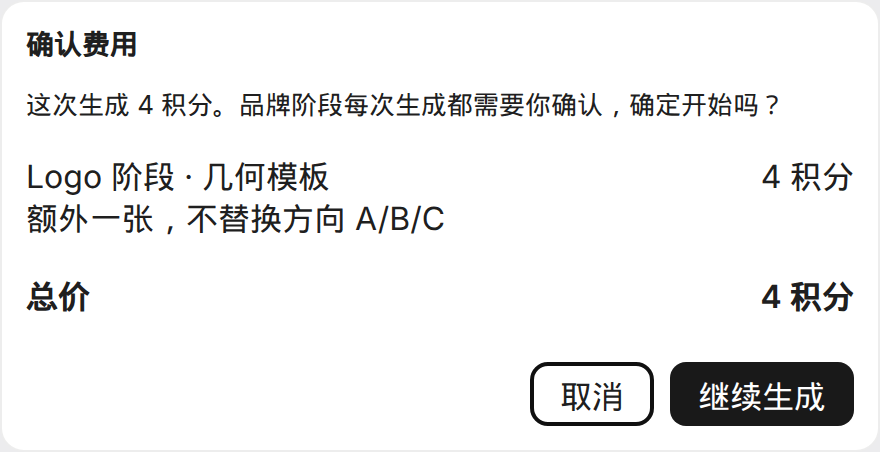 确认费用
这次生成 4 积分。品牌阶段每次生成都需要你确认，确定开始吗？
Logo 阶段 · 几何模板 4 积分
额外一张，不替换方向 A/B/C
总价 4 积分
取消 继续生成